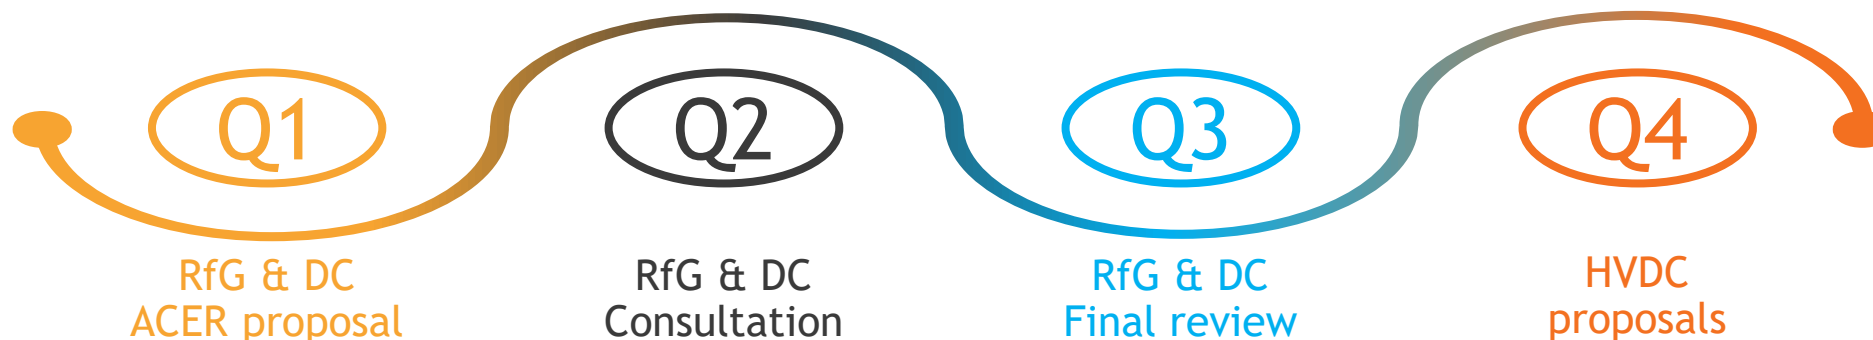 Q1
RfG & DC
ACER proposal
Q2
RfG & DC
Consultation
Q3
RfG & DC
Final review
Q4
HVDC
proposals